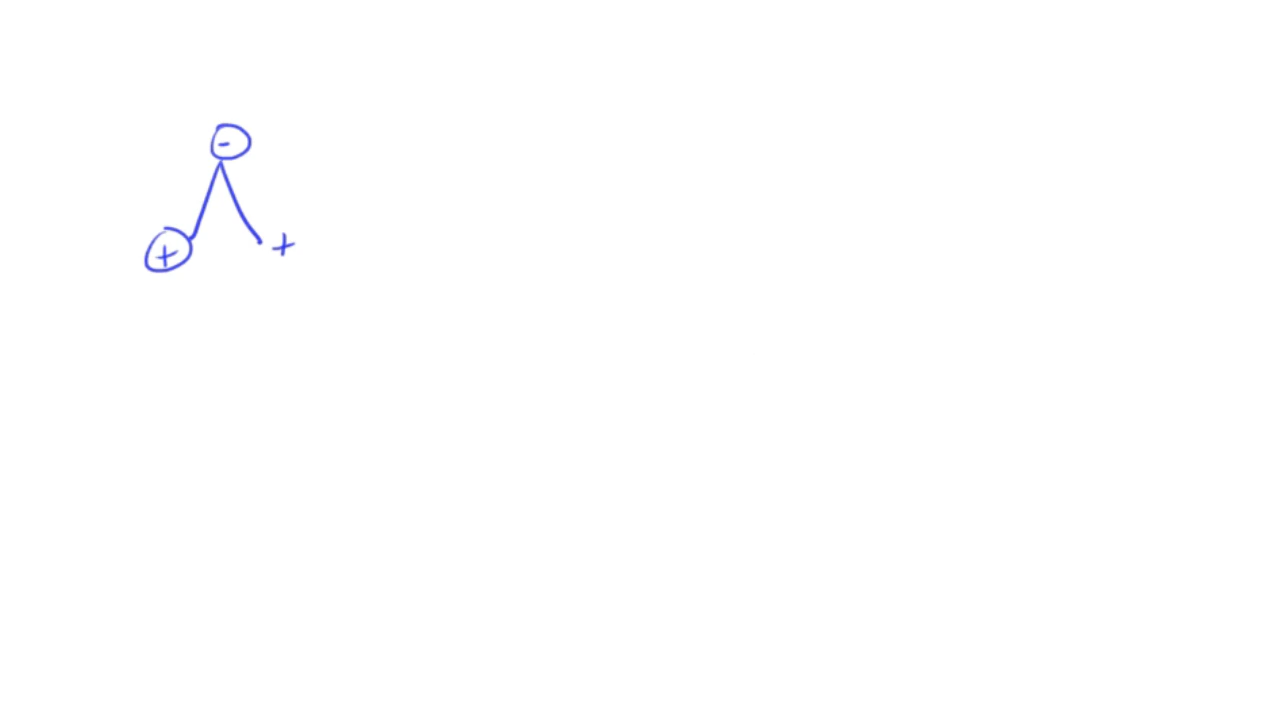 -
+ +